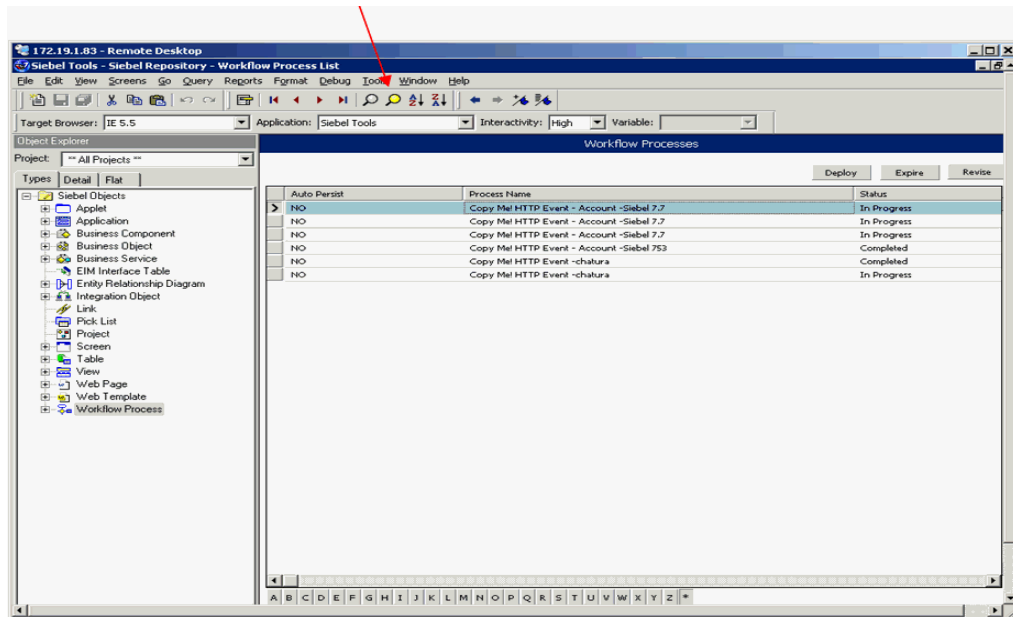 172.19.1.83 - Remote Desktop
Siebel Tools - Siebel Repository - Workflow Process List
File Edit View Screens Go Query Reports Format Debug Tools Window Help
Target Browser: IE 5.5 Application: Siebel Tools Interactivity: High Variable:
Object Explorer
Workflow Processes
Project: ** All Projects **
Deploy Expire Revise
Types Detail Flat
Auto Persist Process Name Status
NO Copy Me! HTTP Event - Account -Siebel 7.7 In Progress
NO Copy Me! HTTP Event - Account -Siebel 7.7 In Progress
NO Copy Me! HTTP Event - Account -Siebel 7.7 In Progress
NO Copy Me! HTTP Event - Account -Siebel 753 Completed
NO Copy Me! HTTP Event -chatura Completed
NO Copy Me! HTTP Event -chatura In Progress
Siebel Objects
Applet
Application
Business Component
Business Object
Business Service
EIM Interface Table
Entity Relationship Diagram
Integration Object
Link
Pick List
Project
Screen
Table
View
Web Page
Web Template
Workflow Process
A B C D E F G H I J K L M N O P Q R S T U V W X Y Z *